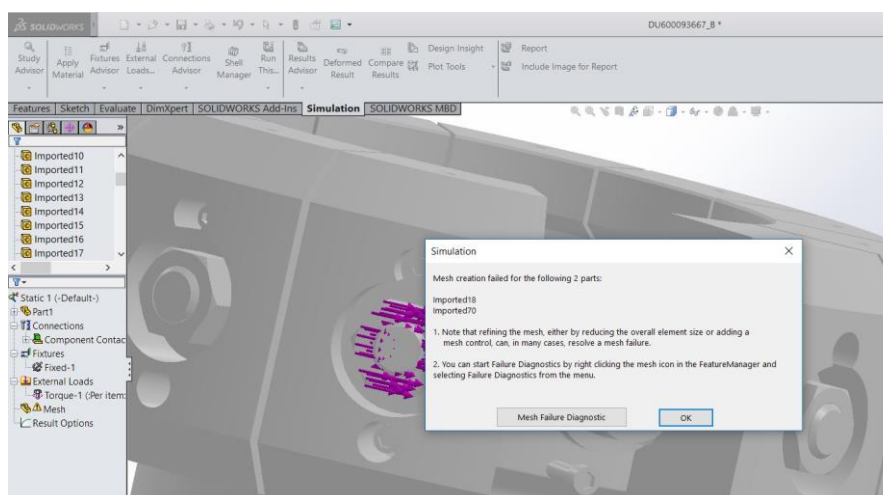 SOLIDWORKS
DU600093667_B *
Study Advisor
Apply Material
Fixtures Advisor
External Loads...
Connections Advisor
Shell Manager
Run This...
Results Advisor
Deformed Result
Compare Results
Design Insight
Plot Tools
Report
Include Image for Report
Features
Sketch
Evaluate
DimXpert
SOLIDWORKS Add-Ins
Simulation
SOLIDWORKS MBD
Imported10
Imported11
Imported12
Imported13
Imported14
Imported15
Imported16
Imported17
Static 1 (-Default-)
Part1
Connections
Component Contac
Fixtures
Fixed-1
External Loads
Torque-1 (:Per item:
Mesh
Result Options
Simulation
Mesh creation failed for the following 2 parts:
Imported18
Imported70
1. Note that refining the mesh, either by reducing the overall element size or adding a
mesh control, can, in many cases, resolve a mesh failure.
2. You can start Failure Diagnostics by right clicking the mesh icon in the FeatureManager and
selecting Failure Diagnostics from the menu.
Mesh Failure Diagnostic
OK